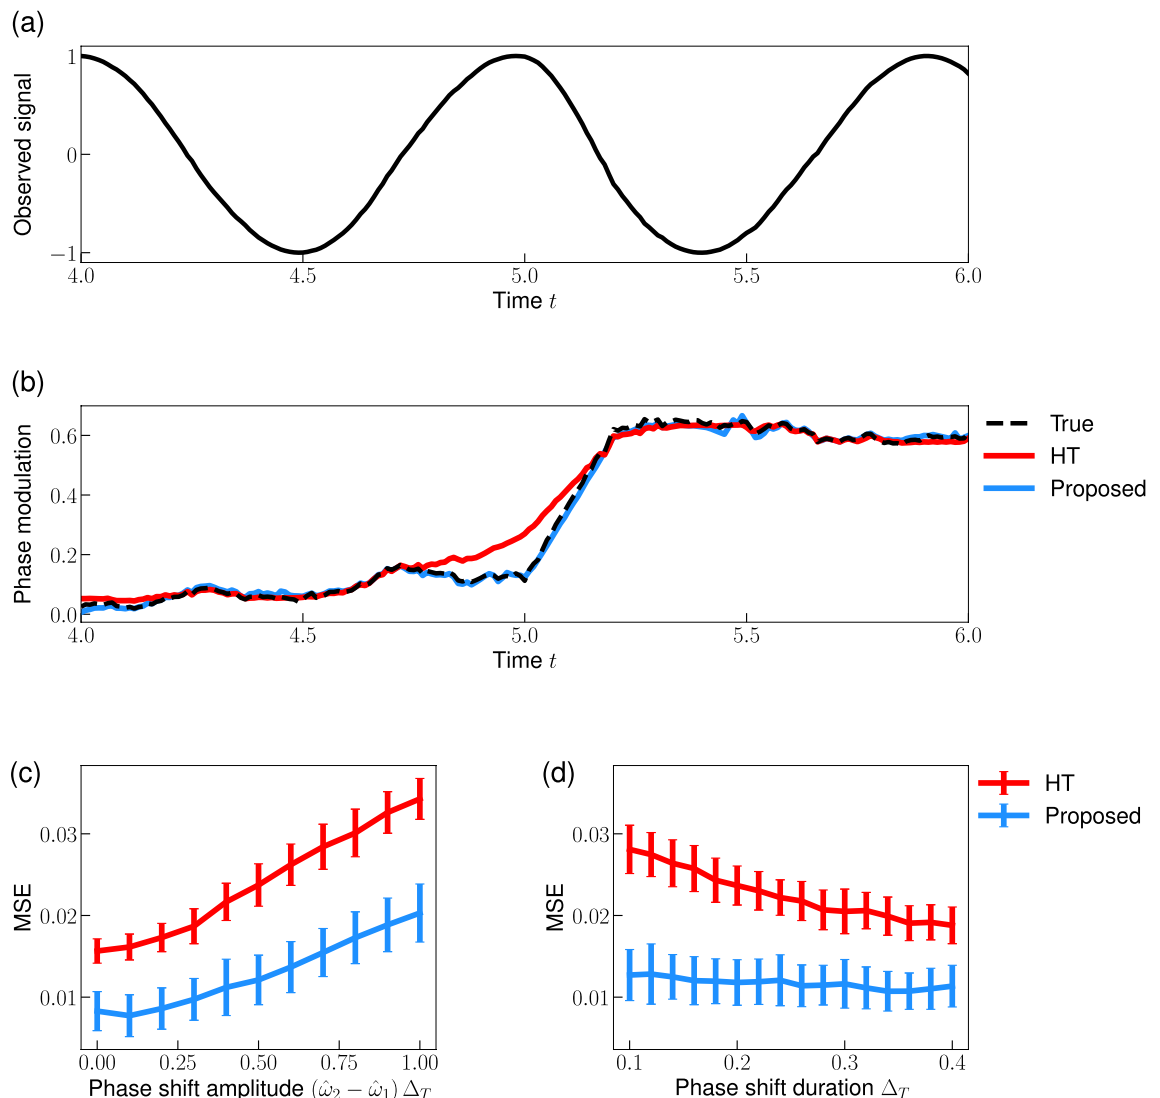 (a)
Observed signal
1
0
−1
4.0 4.5 5.0 5.5 6.0
Time t
(b)
Phase modulation
0.6
0.4
0.2
0.0
4.0 4.5 5.0 5.5 6.0
Time t
True
HT
Proposed
(c)
MSE
0.03
0.02
0.01
0.00 0.25 0.50 0.75 1.00
Phase shift amplitude (ω̂₂ − ω̂₁) Δ_T
(d)
MSE
0.03
0.02
0.01
0.1 0.2 0.3 0.4
Phase shift duration Δ_T
HT
Proposed